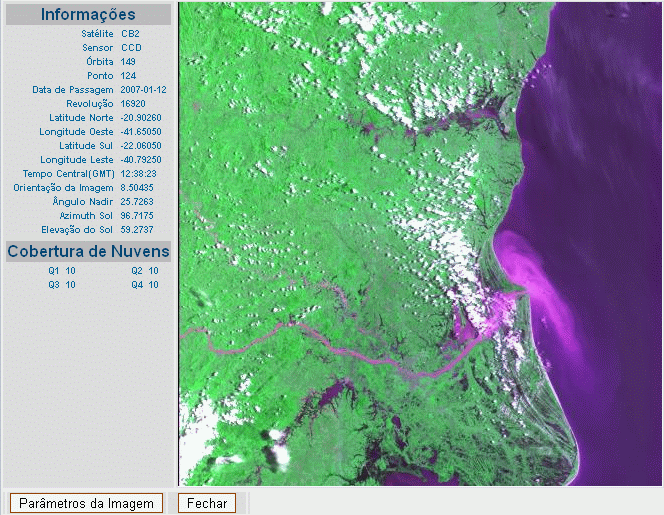 Informações
Satélite CB2
Sensor CCD
Órbita 149
Ponto 124
Data de Passagem 2007-01-12
Revolução 16920
Latitude Norte -20.90260
Longitude Oeste -41.65050
Latitude Sul -22.06050
Longitude Leste -40.79250
Tempo Central(GMT) 12:38:23
Orientação da Imagem 8.50435
Ângulo Nadir 25.7263
Azimuth Sol 96.7175
Elevação do Sol 59.2737
Cobertura de Nuvens
Q1 10 Q2 10
Q3 10 Q4 10
Parâmetros da Imagem Fechar